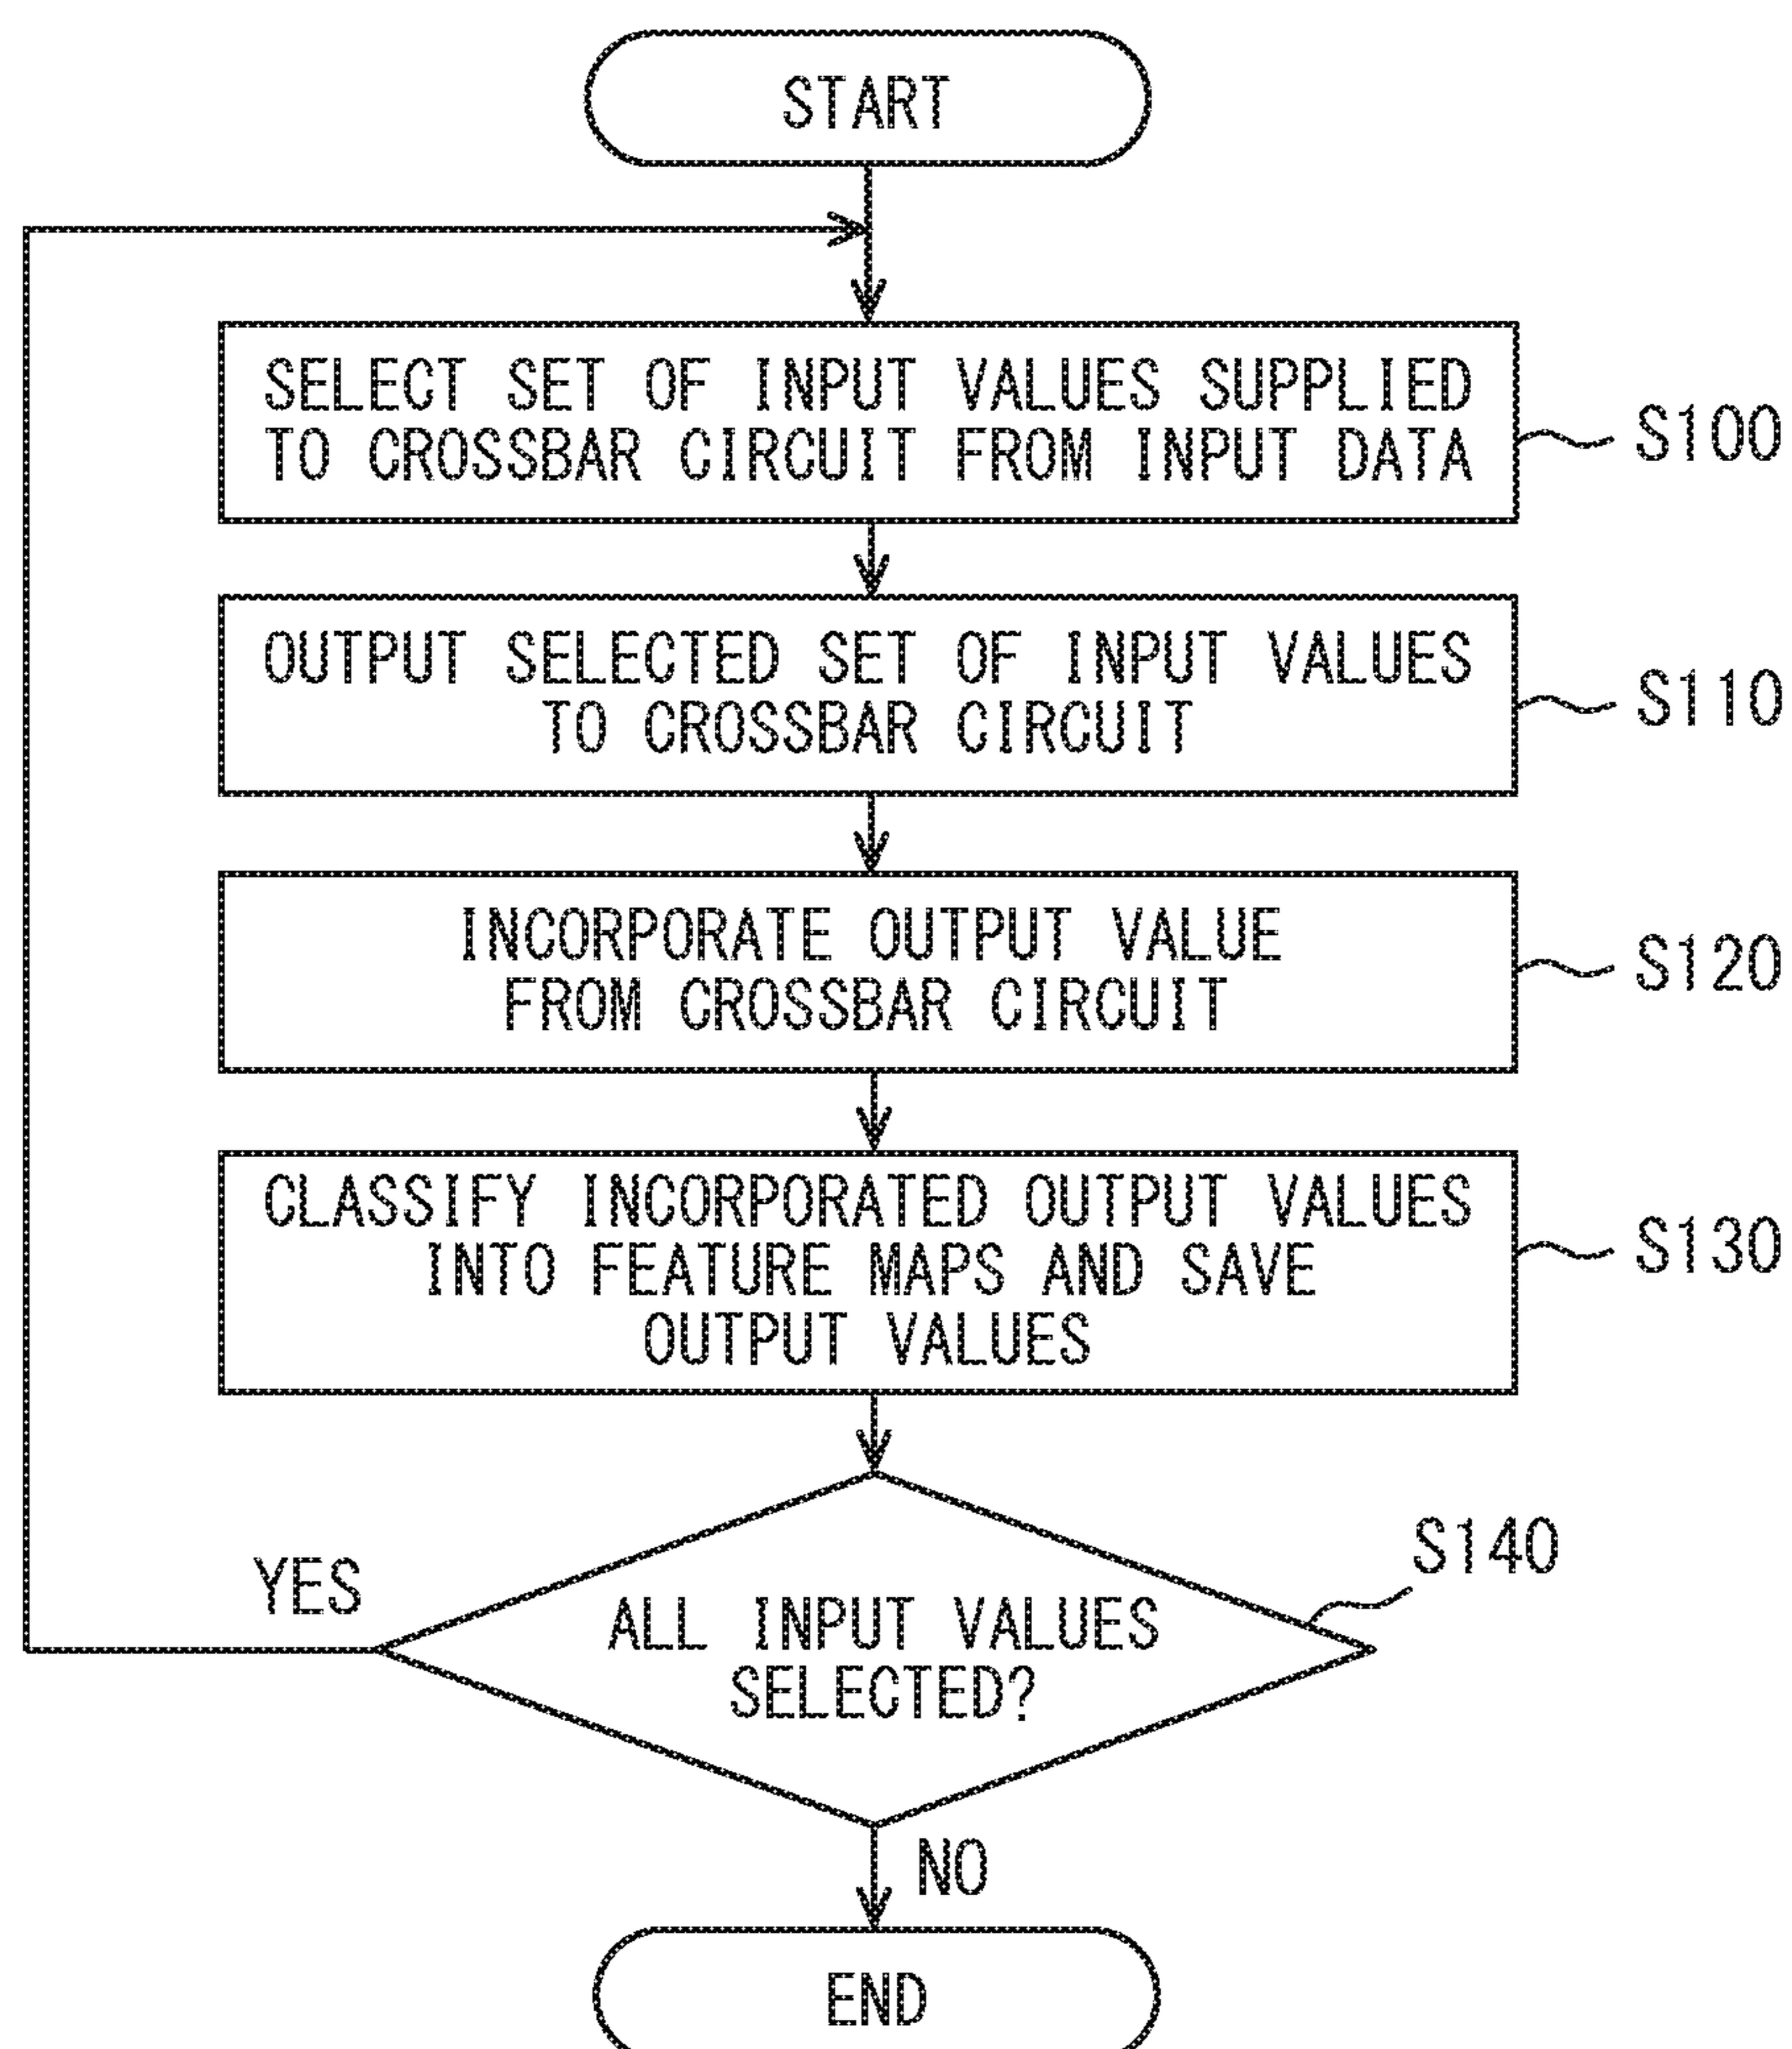 START
SELECT SET OF INPUT VALUES SUPPLIED
TO CROSSBAR CIRCUIT FROM INPUT DATA
S100
OUTPUT SELECTED SET OF INPUT VALUES
TO CROSSBAR CIRCUIT
S110
INCORPORATE OUTPUT VALUE
FROM CROSSBAR CIRCUIT
S120
CLASSIFY INCORPORATED OUTPUT VALUES
INTO FEATURE MAPS AND SAVE
OUTPUT VALUES
S130
S140
YES
ALL INPUT VALUES
SELECTED?
NO
END